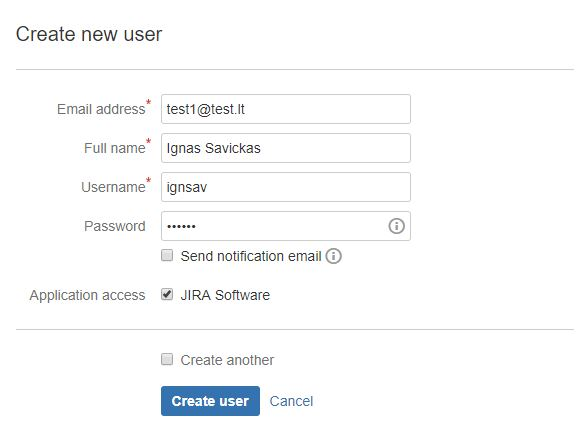 Create new user
Email address* test1@test.lt
Full name* Ignas Savickas
Username* ignsav
Password ••••••
Send notification email
Application access JIRA Software
Create another
Create user Cancel